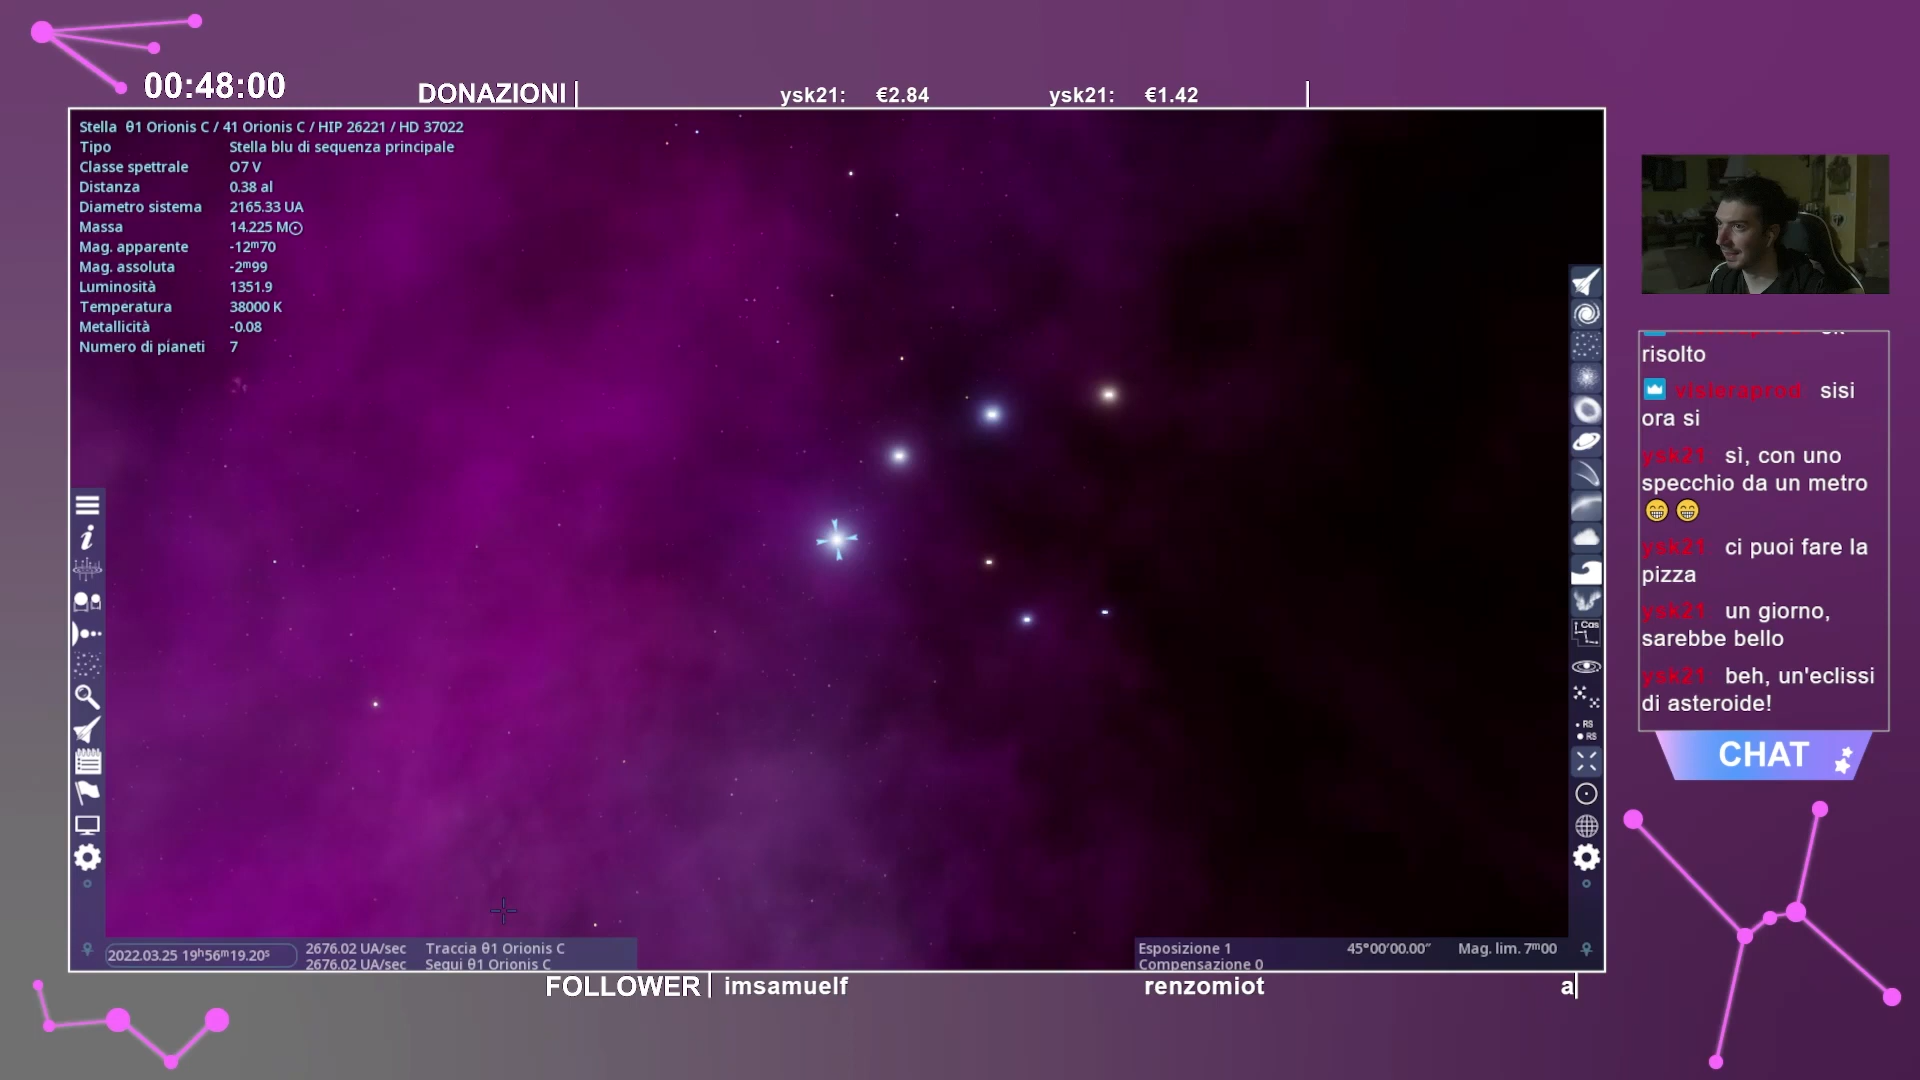 00:48:00
DONAZIONI
ysk21: €2.84
ysk21: €1.42
Stella θ1 Orionis C / 41 Orionis C / HIP 26221 / HD 37022
Tipo Stella blu di sequenza principale
Classe spettrale O7 V
Distanza 0.38 al
Diametro sistema 2165.33 UA
Massa 14.225 M☉
Mag. apparente -12ᵐ70
Mag. assoluta -2ᵐ99
Luminosità 1351.9
Temperatura 38000 K
Metallicità -0.08
Numero di pianeti 7
Cas
RS
RS
2022.03.25 19ʰ56ᵐ19.20ˢ
2676.02 UA/sec Traccia θ1 Orionis C
2676.02 UA/sec Segui θ1 Orionis C
Esposizione 1 45°00′00.00″ Mag. lim. 7ᵐ00
Compensazione 0
FOLLOWER imsamuelf renzomiot a
risolto
visleraprod sisi
ora si
ysk21: sì, con uno
specchio da un metro
😁 😁
ysk21: ci puoi fare la
pizza
ysk21: un giorno,
sarebbe bello
ysk21: beh, un'eclissi
di asteroide!
CHAT